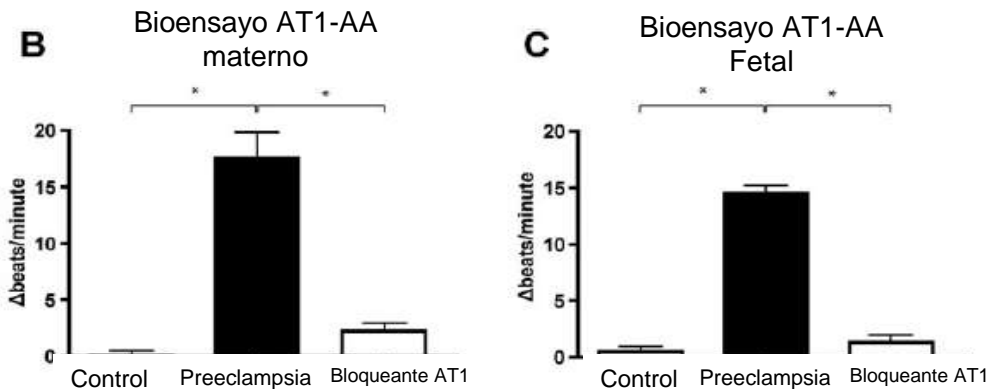 B
Bioensayo AT1-AA
materno
* *
Δbeats/minute
20
15
10
5
0
Control Preeclampsia Bloqueante AT1
C
Bioensayo AT1-AA
Fetal
* *
Δbeats/minute
20
15
10
5
0
Control Preeclampsia Bloqueante AT1